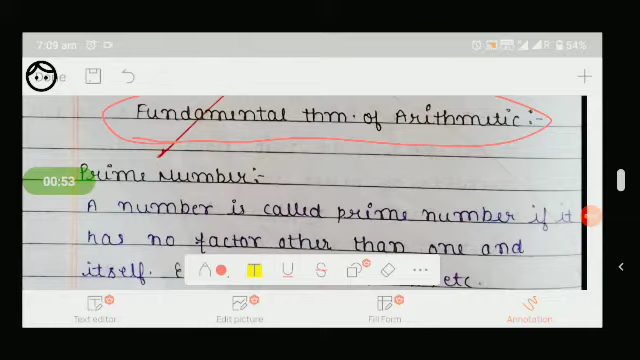 7:09 am
R 54%
Fundamental thm. of Arithmetic :-
Prime Number:-
00:53
A number is called prime number if it
has no factor other than one and
itself. etc.
A T U S
Text editor Edit picture Fill Form Annotation